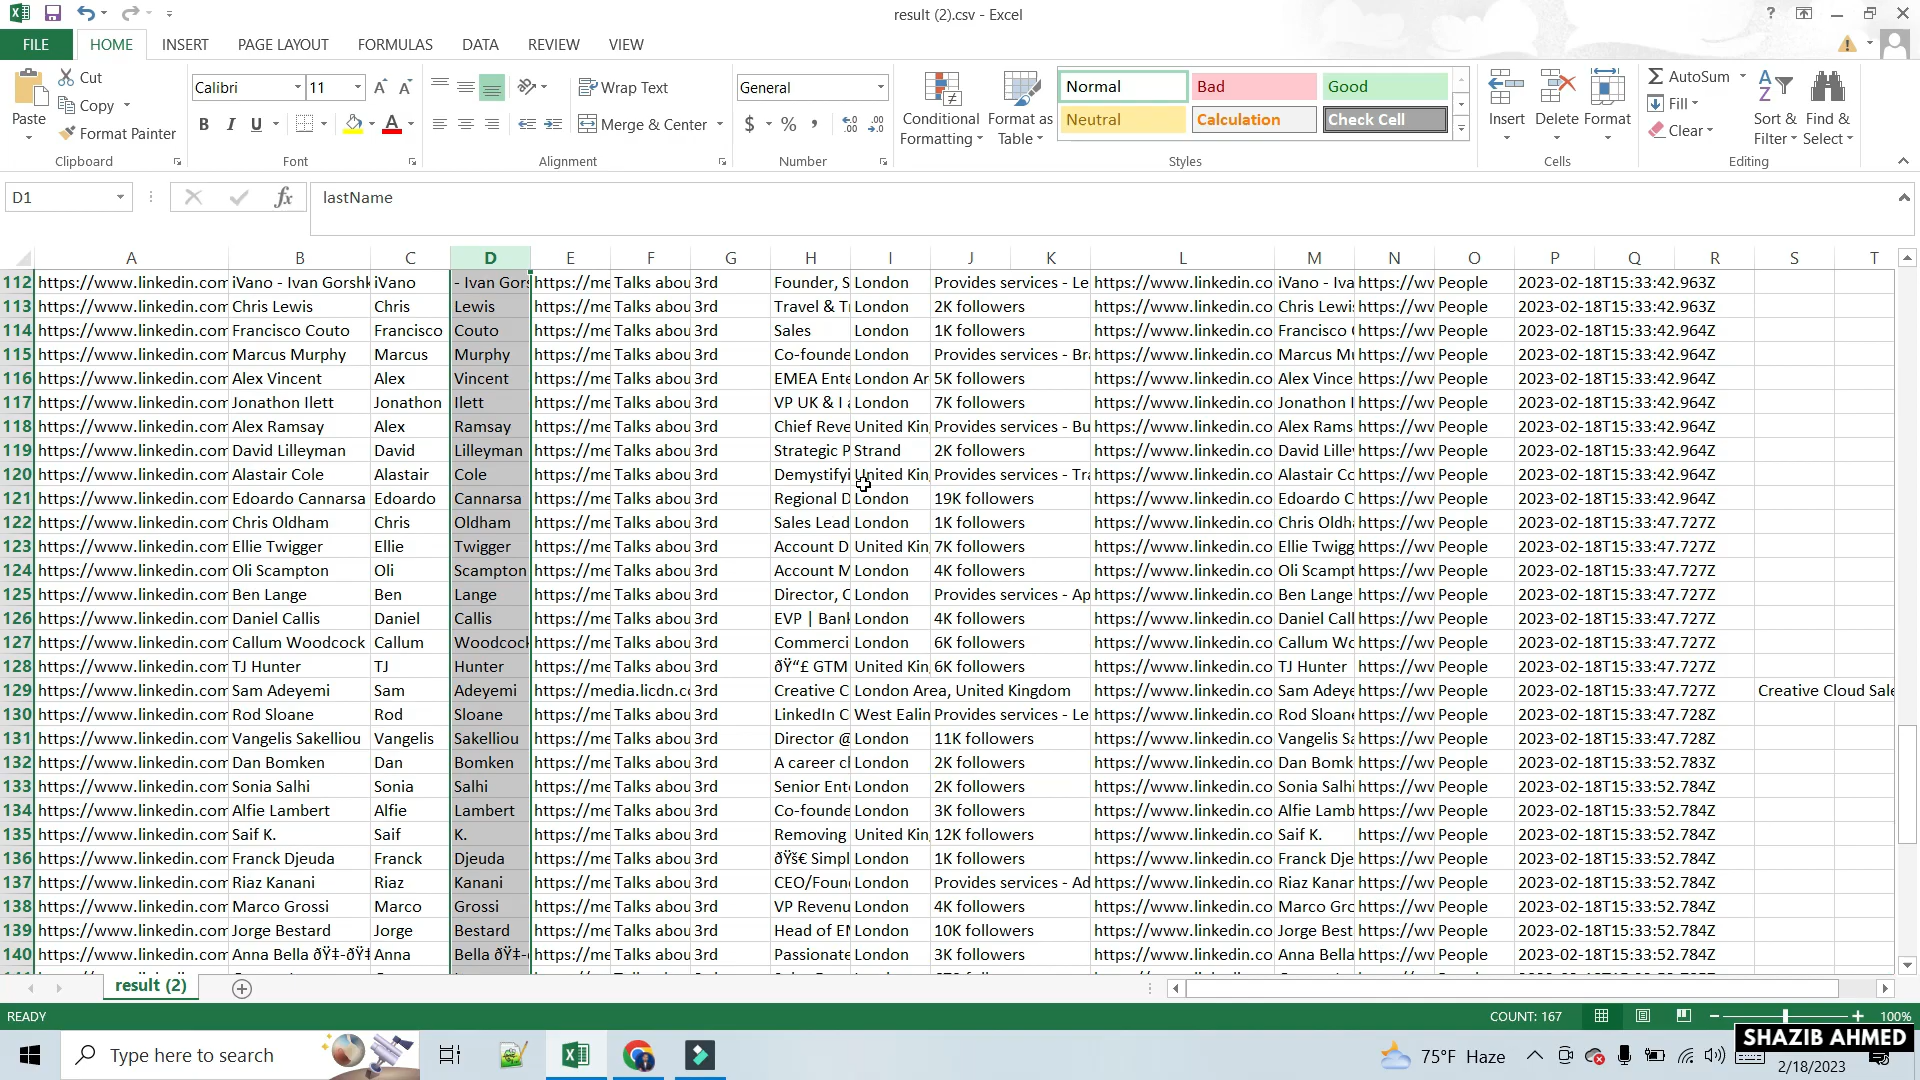 result (2).csv - Excel
FILE HOME INSERT PAGE LAYOUT FORMULAS DATA REVIEW VIEW
Paste Cut Copy Format Painter
Calibri 11
B I U
Wrap Text
Merge & Center
General
$ % ,
Conditional Formatting
Format as Table
Normal Bad Good
Neutral Calculation Check Cell
Insert Delete Format
AutoSum
Fill
Clear
Sort & Filter
Find & Select
Clipboard Font Alignment Number Styles Cells Editing
D1 fx lastName
A B C D E F G H I J K L M N O P Q R S T
112 https://www.linkedin.com iVano - Ivan Gorshk iVano - Ivan Gors https://me Talks abou 3rd Founder, S London Provides services - Le https://www.linkedin.co iVano - Iva https://wv People 2023-02-18T15:33:42.963Z
113 https://www.linkedin.com Chris Lewis Chris Lewis https://me Talks abou 3rd Travel & T London 2K followers https://www.linkedin.co Chris Lewi https://wv People 2023-02-18T15:33:42.963Z
114 https://www.linkedin.com Francisco Couto Francisco Couto https://me Talks abou 3rd Sales London 1K followers https://www.linkedin.co Francisco https://wv People 2023-02-18T15:33:42.964Z
115 https://www.linkedin.com Marcus Murphy Marcus Murphy https://me Talks abou 3rd Co-founde London Provides services - Bra https://www.linkedin.co Marcus Mu https://wv People 2023-02-18T15:33:42.964Z
116 https://www.linkedin.com Alex Vincent Alex Vincent https://me Talks abou 3rd EMEA Ente London Ar 5K followers https://www.linkedin.co Alex Vince https://wv People 2023-02-18T15:33:42.964Z
117 https://www.linkedin.com Jonathon Ilett Jonathon Ilett https://me Talks abou 3rd VP UK & I London 7K followers https://www.linkedin.co Jonathon I https://wv People 2023-02-18T15:33:42.964Z
118 https://www.linkedin.com Alex Ramsay Alex Ramsay https://me Talks abou 3rd Chief Reve United Kin Provides services - Bu https://www.linkedin.co Alex Rams https://wv People 2023-02-18T15:33:42.964Z
119 https://www.linkedin.com David Lilleyman David Lilleyman https://me Talks abou 3rd Strategic P Strand 2K followers https://www.linkedin.co David Lille https://wv People 2023-02-18T15:33:42.964Z
120 https://www.linkedin.com Alastair Cole Alastair Cole https://me Talks abou 3rd Demystifyi United Kin Provides services - Tra https://www.linkedin.co Alastair Co https://wv People 2023-02-18T15:33:42.964Z
121 https://www.linkedin.com Edoardo Cannarsa Edoardo Cannarsa https://me Talks abou 3rd Regional D London 19K followers https://www.linkedin.co Edoardo C https://wv People 2023-02-18T15:33:42.964Z
122 https://www.linkedin.com Chris Oldham Chris Oldham https://me Talks abou 3rd Sales Lead London 1K followers https://www.linkedin.co Chris Oldh https://wv People 2023-02-18T15:33:47.727Z
123 https://www.linkedin.com Ellie Twigger Ellie Twigger https://me Talks abou 3rd Account D United Kin 7K followers https://www.linkedin.co Ellie Twigg https://wv People 2023-02-18T15:33:47.727Z
124 https://www.linkedin.com Oli Scampton Oli Scampton https://me Talks abou 3rd Account M London 4K followers https://www.linkedin.co Oli Scampt https://wv People 2023-02-18T15:33:47.727Z
125 https://www.linkedin.com Ben Lange Ben Lange https://me Talks abou 3rd Director, C London Provides services - Ap https://www.linkedin.co Ben Lange https://wv People 2023-02-18T15:33:47.727Z
126 https://www.linkedin.com Daniel Callis Daniel Callis https://me Talks abou 3rd EVP | Bank London 4K followers https://www.linkedin.co Daniel Call https://wv People 2023-02-18T15:33:47.727Z
127 https://www.linkedin.com Callum Woodcock Callum Woodcock https://me Talks abou 3rd Commerci London 6K followers https://www.linkedin.co Callum Wo https://wv People 2023-02-18T15:33:47.727Z
128 https://www.linkedin.com TJ Hunter TJ Hunter https://me Talks abou 3rd ðŸ“£ GTM United Kin 6K followers https://www.linkedin.co TJ Hunter https://wv People 2023-02-18T15:33:47.727Z
129 https://www.linkedin.com Sam Adeyemi Sam Adeyemi https://media.licdn.co 3rd Creative C London Area, United Kingdom https://www.linkedin.co Sam Adeye https://wv People 2023-02-18T15:33:47.727Z Creative Cloud Sale
130 https://www.linkedin.com Rod Sloane Rod Sloane https://me Talks abou 3rd LinkedIn C West Ealin Provides services - Le https://www.linkedin.co Rod Sloane https://wv People 2023-02-18T15:33:47.728Z
131 https://www.linkedin.com Vangelis Sakelliou Vangelis Sakelliou https://me Talks abou 3rd Director @ London 11K followers https://www.linkedin.co Vangelis Sa https://wv People 2023-02-18T15:33:47.728Z
132 https://www.linkedin.com Dan Bomken Dan Bomken https://me Talks abou 3rd A career cl London 2K followers https://www.linkedin.co Dan Bomk https://wv People 2023-02-18T15:33:52.783Z
133 https://www.linkedin.com Sonia Salhi Sonia Salhi https://me Talks abou 3rd Senior Ent London 2K followers https://www.linkedin.co Sonia Salhi https://wv People 2023-02-18T15:33:52.784Z
134 https://www.linkedin.com Alfie Lambert Alfie Lambert https://me Talks abou 3rd Co-founde London 3K followers https://www.linkedin.co Alfie Lamb https://wv People 2023-02-18T15:33:52.784Z
135 https://www.linkedin.com Saif K. Saif K. https://me Talks abou 3rd Removing United Kin 12K followers https://www.linkedin.co Saif K. https://wv People 2023-02-18T15:33:52.784Z
136 https://www.linkedin.com Franck Djeuda Franck Djeuda https://me Talks abou 3rd ðŸš€ Simpl London 1K followers https://www.linkedin.co Franck Dje https://wv People 2023-02-18T15:33:52.784Z
137 https://www.linkedin.com Riaz Kanani Riaz Kanani https://me Talks abou 3rd CEO/Foun London Provides services - Ad https://www.linkedin.co Riaz Kanar https://wv People 2023-02-18T15:33:52.784Z
138 https://www.linkedin.com Marco Grossi Marco Grossi https://me Talks abou 3rd VP Revenu London 4K followers https://www.linkedin.co Marco Gro https://wv People 2023-02-18T15:33:52.784Z
139 https://www.linkedin.com Jorge Bestard Jorge Bestard https://me Talks abou 3rd Head of EM London 10K followers https://www.linkedin.co Jorge Best https://wv People 2023-02-18T15:33:52.784Z
140 https://www.linkedin.com Anna Bella ðŸ‡-ðŸ‡ Anna Bella ðŸ‡- https://me Talks abou 3rd Passionate London 3K followers https://www.linkedin.co Anna Bella https://wv People 2023-02-18T15:33:52.784Z
result (2)
READY COUNT: 167 100%
SHAZIB AHMED
Type here to search 75°F Haze
2/18/2023